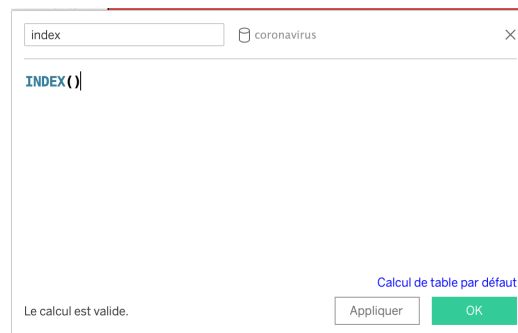 index
coronavirus
INDEX()
Calcul de table par défaut
Le calcul est valide.
Appliquer
OK